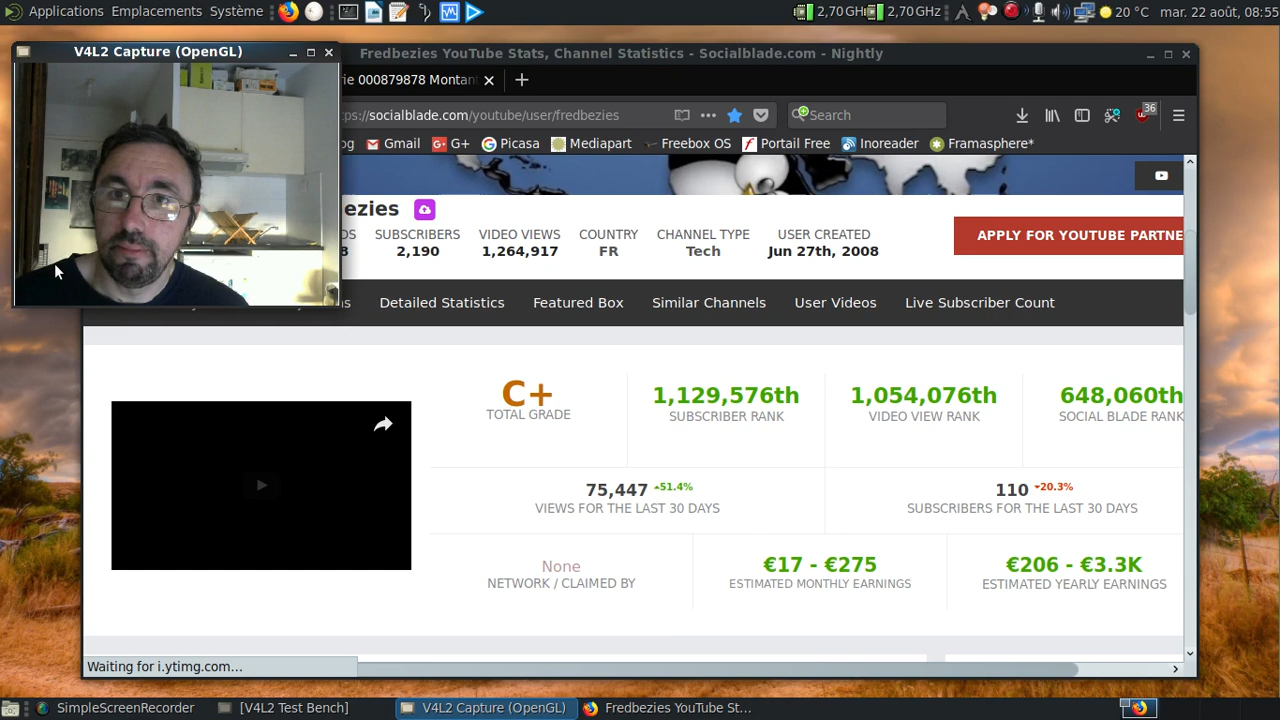 Applications Emplacements Système 2,70 GHz 2,70 GHz 20 °C mar. 22 août, 08:55
V4L2 Capture (OpenGL)
Fredbezies YouTube Stats, Channel Statistics - Socialblade.com - Nightly
rie 000879878 Montan
tps://socialblade.com/youtube/user/fredbezies Search 36
og Gmail G+ Picasa Mediapart Freebox OS Portail Free Inoreader Framasphere*
ezies
DS SUBSCRIBERS VIDEO VIEWS COUNTRY CHANNEL TYPE USER CREATED
8 2,190 1,264,917 FR Tech Jun 27th, 2008
APPLY FOR YOUTUBE PARTNE
ns Detailed Statistics Featured Box Similar Channels User Videos Live Subscriber Count
C+ 1,129,576th 1,054,076th 648,060th
TOTAL GRADE SUBSCRIBER RANK VIDEO VIEW RANK SOCIAL BLADE RANK
75,447 51.4% 110 20.3%
VIEWS FOR THE LAST 30 DAYS SUBSCRIBERS FOR THE LAST 30 DAYS
None €17 - €275 €206 - €3.3K
NETWORK / CLAIMED BY ESTIMATED MONTHLY EARNINGS ESTIMATED YEARLY EARNINGS
Waiting for i.ytimg.com...
SimpleScreenRecorder [V4L2 Test Bench] V4L2 Capture (OpenGL) Fredbezies YouTube St...